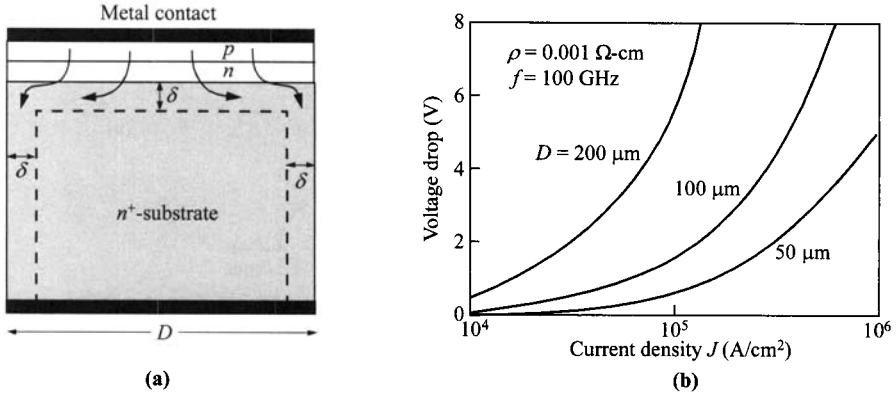 Metal contact
p
n
δ
δ
δ
n⁺-substrate
D
(a)
Voltage drop (V)
8
6
4
2
0
ρ = 0.001 Ω-cm
f = 100 GHz
D = 200 μm
100 μm
50 μm
10⁴
10⁵
10⁶
Current density J (A/cm²)
(b)